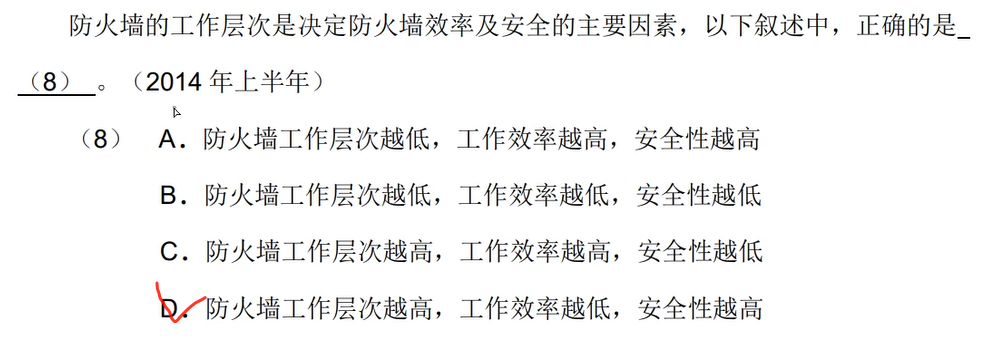 防火墙的工作层次是决定防火墙效率及安全的主要因素，以下叙述中，正确的是_
（8） 。（2014 年上半年）
（8） A．防火墙工作层次越低，工作效率越高，安全性越高
B．防火墙工作层次越低，工作效率越低，安全性越低
C．防火墙工作层次越高，工作效率越高，安全性越低
D．防火墙工作层次越高，工作效率越低，安全性越高